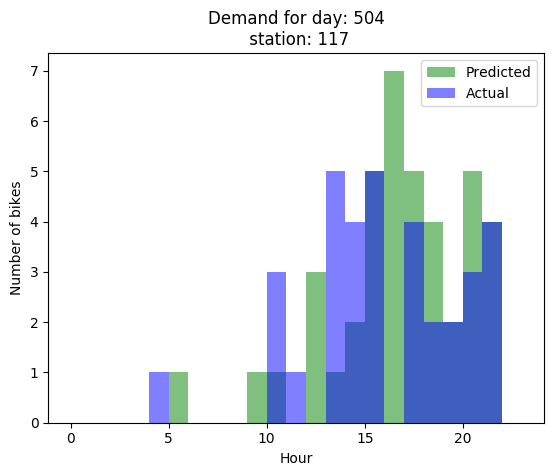 Demand for day: 504
station: 117
Predicted
Actual
7
6
5
4
3
2
1
0
Number of bikes
0 5 10 15 20
Hour